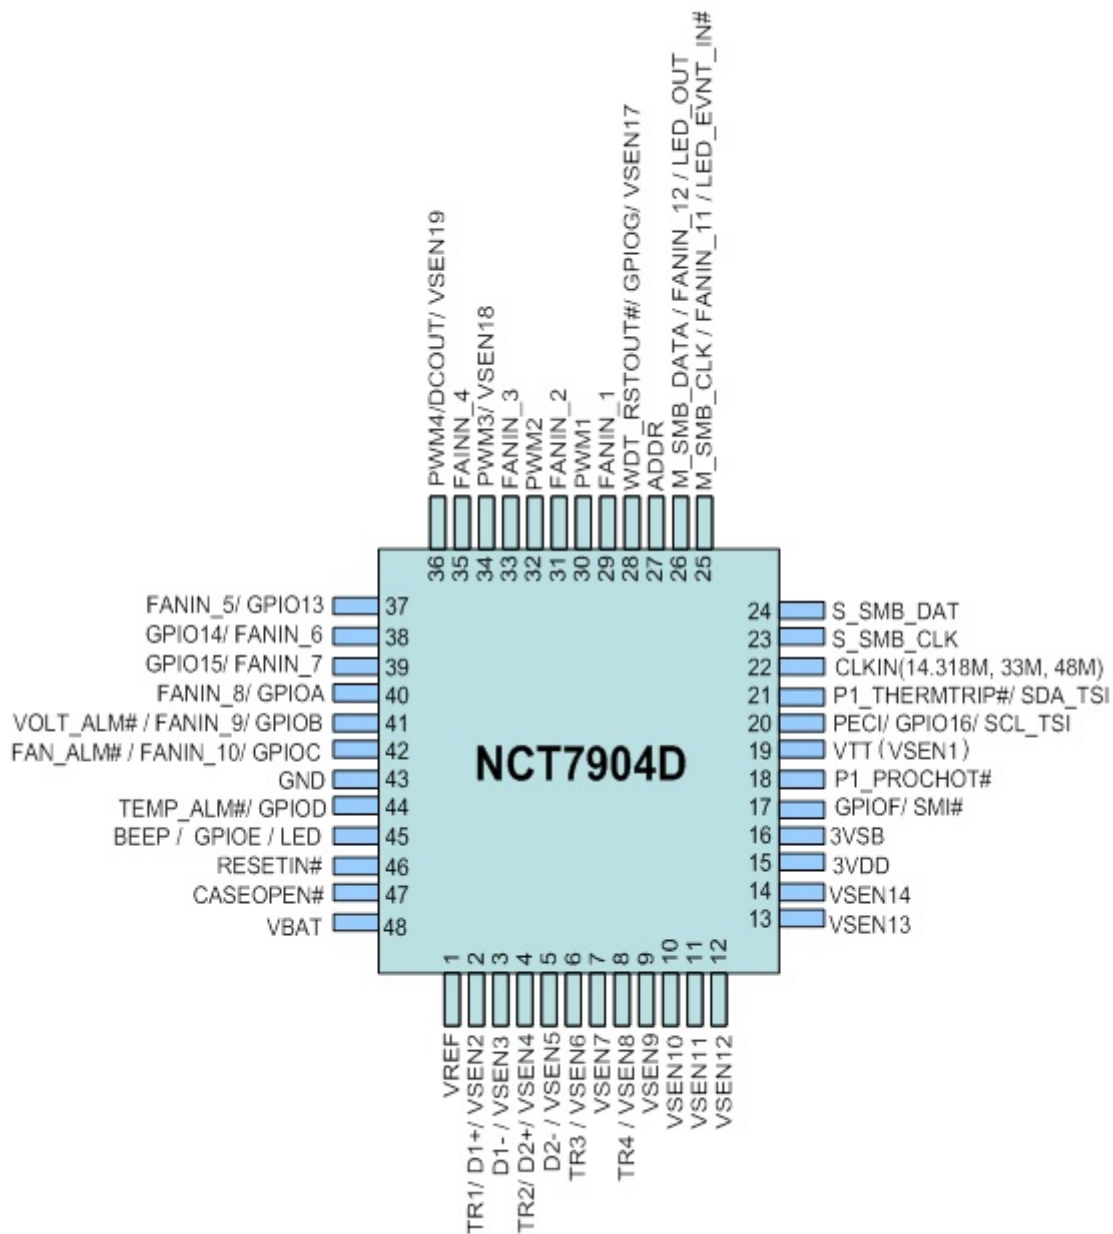 PWM4/DCOUT/ VSEN19
FAINN_4
PWM3/ VSEN18
FANIN_3
PWM2
FANIN_2
PWM1
FANIN_1
WDT_RSTOUT#/ GPIOG/ VSEN17
ADDR
M_SMB_DATA / FANIN_12 / LED_OUT
M_SMB_CLK / FANIN_11 / LED_EVNT_IN#
36
35
34
33
32
31
30
29
28
27
26
25
FANIN_5/ GPIO13
37
GPIO14/ FANIN_6
38
GPIO15/ FANIN_7
39
FANIN_8/ GPIOA
40
VOLT_ALM# / FANIN_9/ GPIOB
41
FAN_ALM# / FANIN_10/ GPIOC
42
GND
43
TEMP_ALM#/ GPIOD
44
BEEP / GPIOE / LED
45
RESETIN#
46
CASEOPEN#
47
VBAT
48
NCT7904D
24
S_SMB_DAT
23
S_SMB_CLK
22
CLKIN(14.318M, 33M, 48M)
21
P1_THERMTRIP#/ SDA_TSI
20
PECI/ GPIO16/ SCL_TSI
19
VTT (VSEN1)
18
P1_PROCHOT#
17
GPIOF/ SMI#
16
3VSB
15
3VDD
14
VSEN14
13
VSEN13
1
2
3
4
5
6
7
8
9
10
11
12
VREF
TR1/ D1+/ VSEN2
D1- / VSEN3
TR2/ D2+/ VSEN4
D2- / VSEN5
TR3 / VSEN6
VSEN7
TR4 / VSEN8
VSEN9
VSEN10
VSEN11
VSEN12